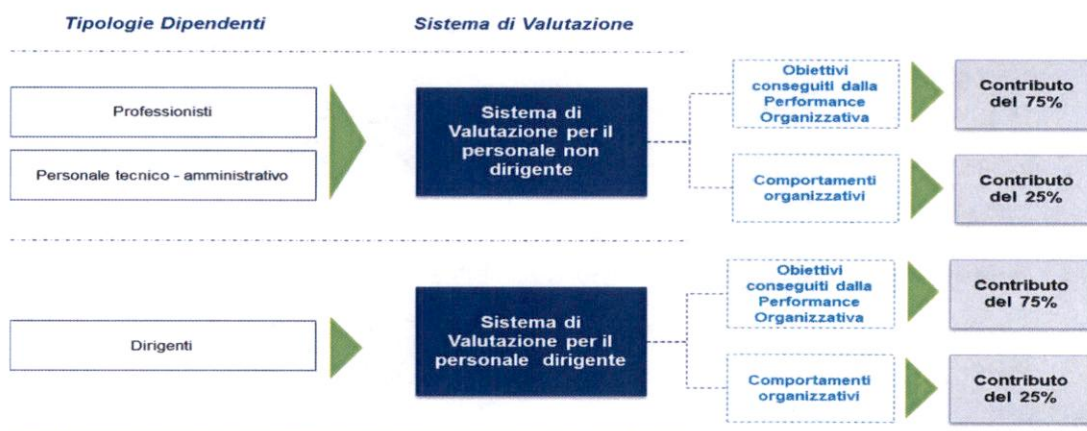 Tipologie Dipendenti
Sistema di Valutazione
Professionisti
Personale tecnico - amministrativo
Sistema di
Valutazione per il
personale non
dirigente
Obiettivi
conseguiti dalla
Performance
Organizzativa
Contributo
del 75%
Comportamenti
organizzativi
Contributo
del 25%
Dirigenti
Sistema di
Valutazione per il
personale dirigente
Obiettivi
conseguiti dalla
Performance
Organizzativa
Contributo
del 75%
Comportamenti
organizzativi
Contributo
del 25%